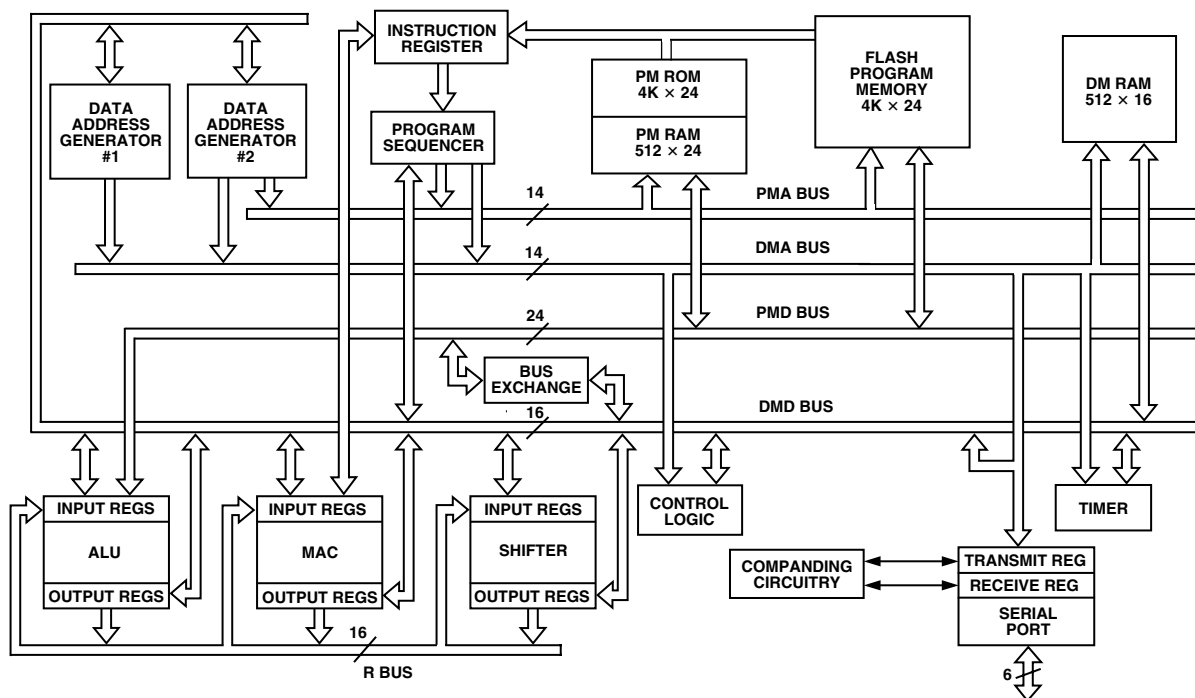 INSTRUCTION
REGISTER
FLASH
PROGRAM
MEMORY
4K × 24
PM ROM
4K × 24
DM RAM
512 × 16
DATA
ADDRESS
GENERATOR
#1
DATA
ADDRESS
GENERATOR
#2
PROGRAM
SEQUENCER
PM RAM
512 × 24
14
PMA BUS
14
DMA BUS
24
PMD BUS
BUS
EXCHANGE
16
DMD BUS
INPUT REGS
ALU
OUTPUT REGS
INPUT REGS
MAC
OUTPUT REGS
INPUT REGS
SHIFTER
OUTPUT REGS
CONTROL
LOGIC
TIMER
COMPANDING
CIRCUITRY
TRANSMIT REG
RECEIVE REG
SERIAL
PORT
16
R BUS
6